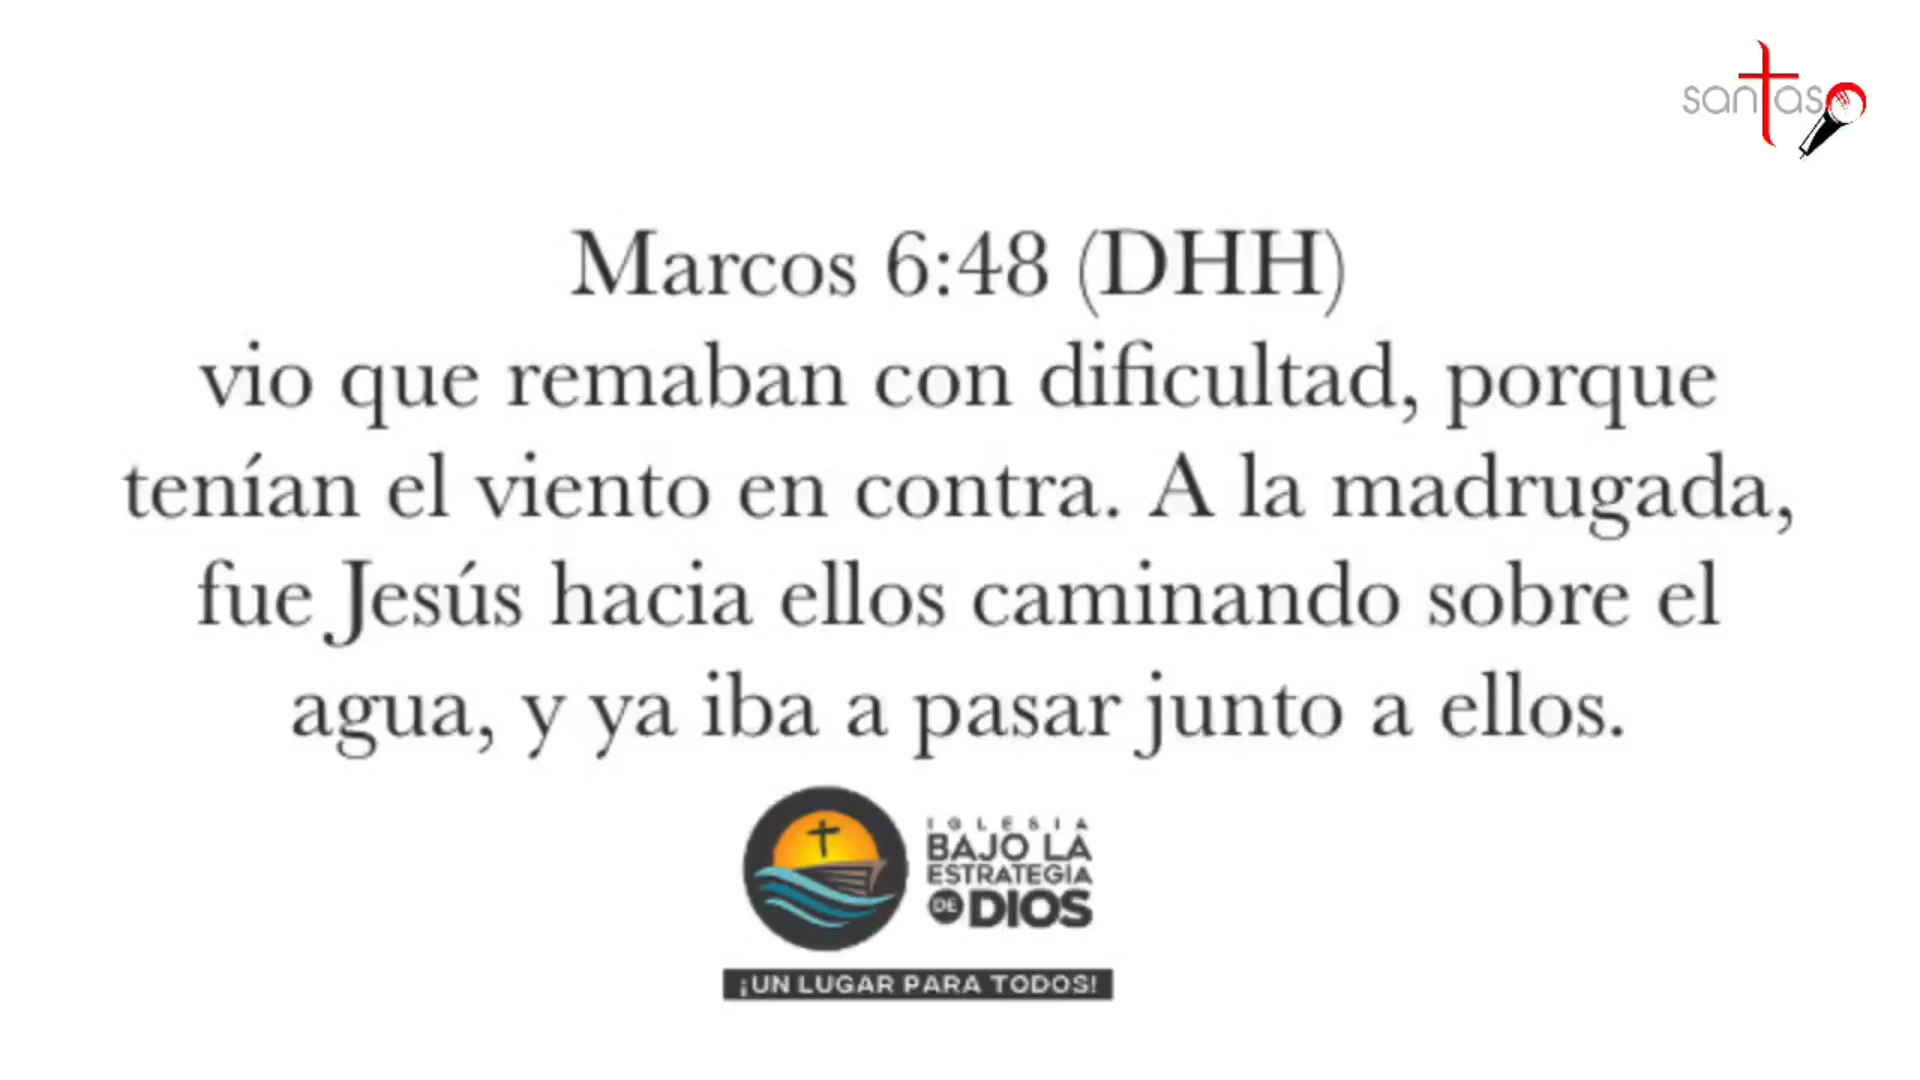 santas
Marcos 6:48 (DHH)
vio que remaban con dificultad, porque
tenían el viento en contra. A la madrugada,
fue Jesús hacia ellos caminando sobre el
agua, y ya iba a pasar junto a ellos.
IGLESIA
BAJO LA
ESTRATEGIA
DE DIOS
¡UN LUGAR PARA TODOS!